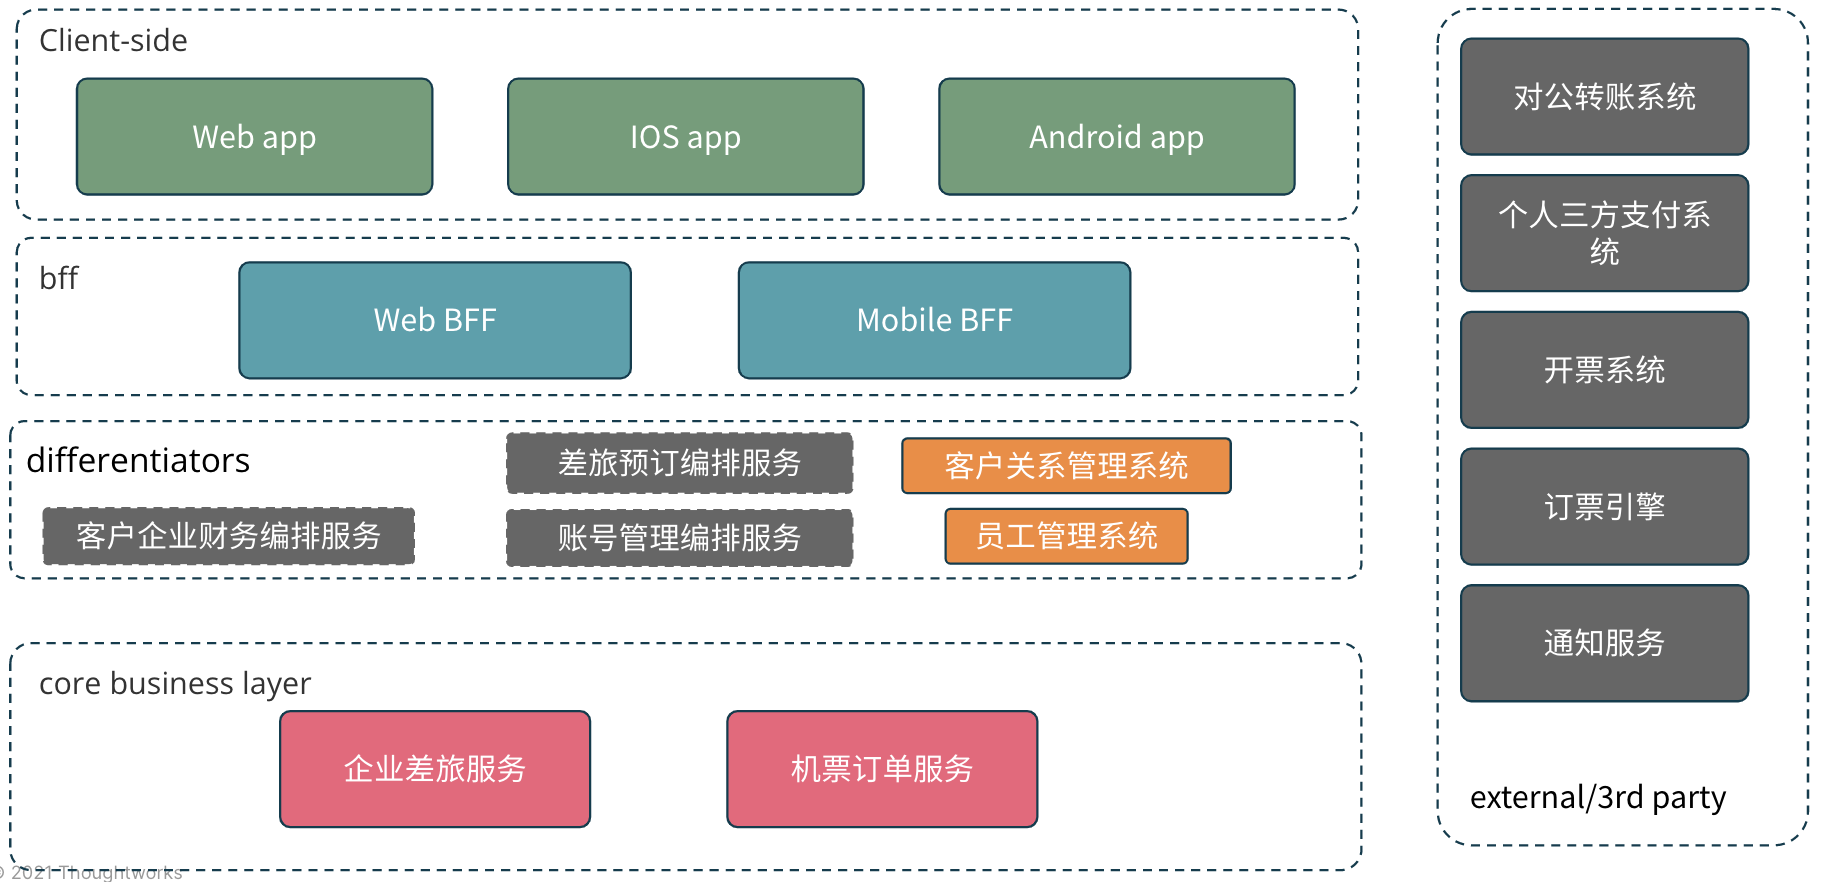 Client-side
Web app
IOS app
Android app
bff
Web BFF
Mobile BFF
differentiators
差旅预订编排服务
客户关系管理系统
客户企业财务编排服务
账号管理编排服务
员工管理系统
core business layer
企业差旅服务
机票订单服务
© 2021 Thoughtworks
对公转账系统
个人三方支付系
统
开票系统
订票引擎
通知服务
external/3rd party